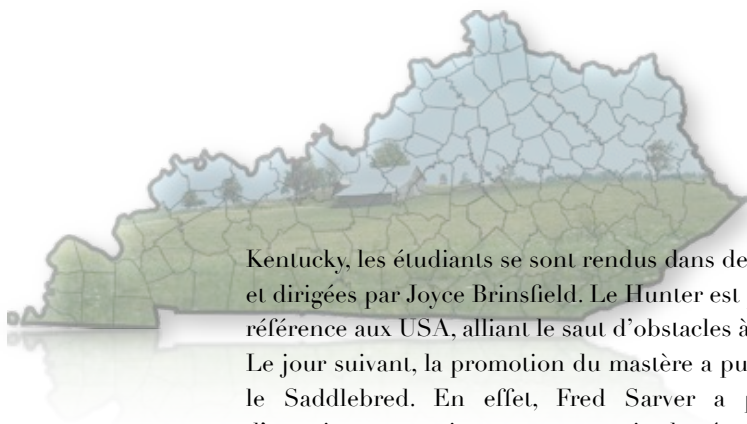 Kentucky, les étudiants se sont rendus dans de
et dirigées par Joyce Brinsfield. Le Hunter est
référence aux USA, alliant le saut d’obstacles à
Le jour suivant, la promotion du mastère a pu
le Saddlebred. En effet, Fred Sarver a